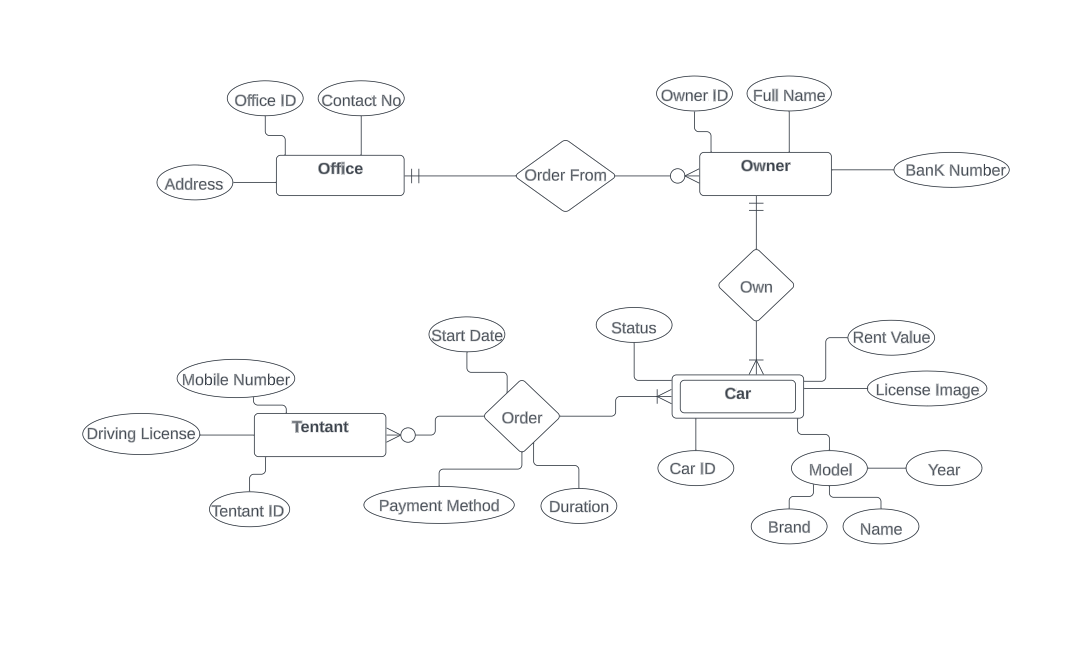 Office ID
Contact No
Owner ID
Full Name
Office
Owner
Address
Order From
BanK Number
Own
Status
Start Date
Rent Value
Mobile Number
License Image
Car
Tentant
Order
Driving License
Car ID
Model
Year
Tentant ID
Payment Method
Duration
Brand
Name